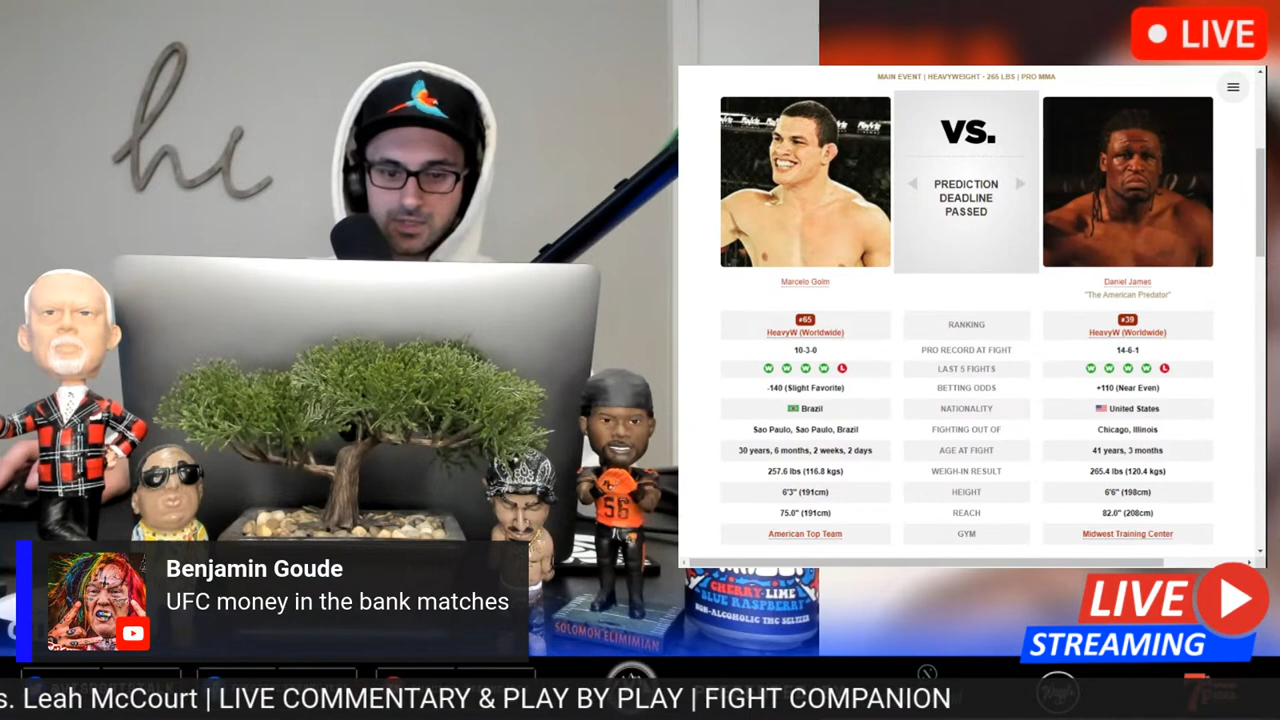 hi
LIVE
MAIN EVENT | HEAVYWEIGHT · 265 LBS | PRO MMA
VS.
PREDICTION
DEADLINE
PASSED
Marcelo Golm
Daniel James
"The American Predator"
#65
HeavyW (Worldwide)
RANKING
#39
HeavyW (Worldwide)
10-3-0
PRO RECORD AT FIGHT
14-6-1
W W W W L
LAST 5 FIGHTS
W W W W L
-140 (Slight Favorite)
BETTING ODDS
+110 (Near Even)
Brazil
NATIONALITY
United States
Sao Paulo, Sao Paulo, Brazil
FIGHTING OUT OF
Chicago, Illinois
30 years, 6 months, 2 weeks, 2 days
AGE AT FIGHT
41 years, 3 months
257.6 lbs (116.8 kgs)
WEIGH-IN RESULT
265.4 lbs (120.4 kgs)
6'3" (191cm)
HEIGHT
6'6" (198cm)
75.0" (191cm)
REACH
82.0" (208cm)
American Top Team
GYM
Midwest Training Center
56
SOLOMON ELIMIMIAN
CHERRY-LIME
BLUE RASPBERRY
NON-ALCOHOLIC THC SELTZER
Benjamin Goude
UFC money in the bank matches
LIVE
STREAMING
s. Leah McCourt | LIVE COMMENTARY & PLAY BY PLAY | FIGHT COMPANION